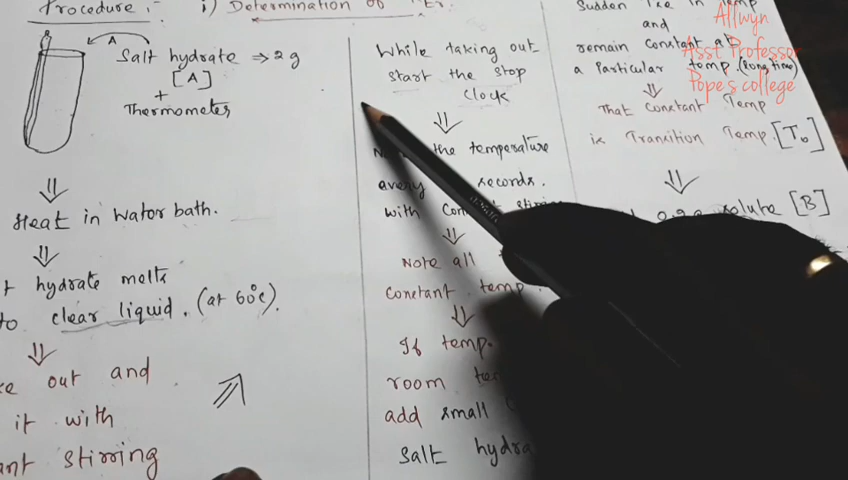 Procedure :-
i) Determination of
A
Salt hydrate ⇒ 2g
[A]
+
Thermometer
⇓
Heat in water bath.
⇓
hydrate melts
to clear liquid. (at 60°c).
⇓
out and
it with
stirring
While taking out
start the stop
clock
⇓
the temperature
every seconds.
with
⇓
Note all
constant temp.
⇓
If temp.
room
add small
Salt
Sudden in temp
and
remain constant at
a particular temp. (long time)
⇓
That constant Temp
is Transition Temp. [T₀]
⇓
solute [B]
Allwyn
Asst Professor
Pope's college